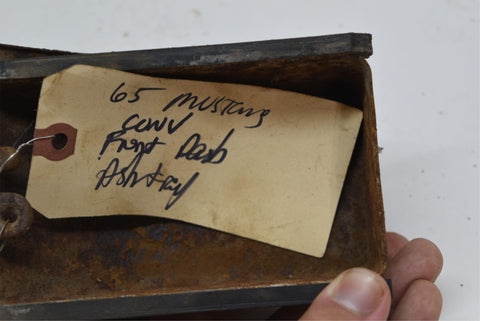 65 Mustang
conv
Front Dash
Ashtray